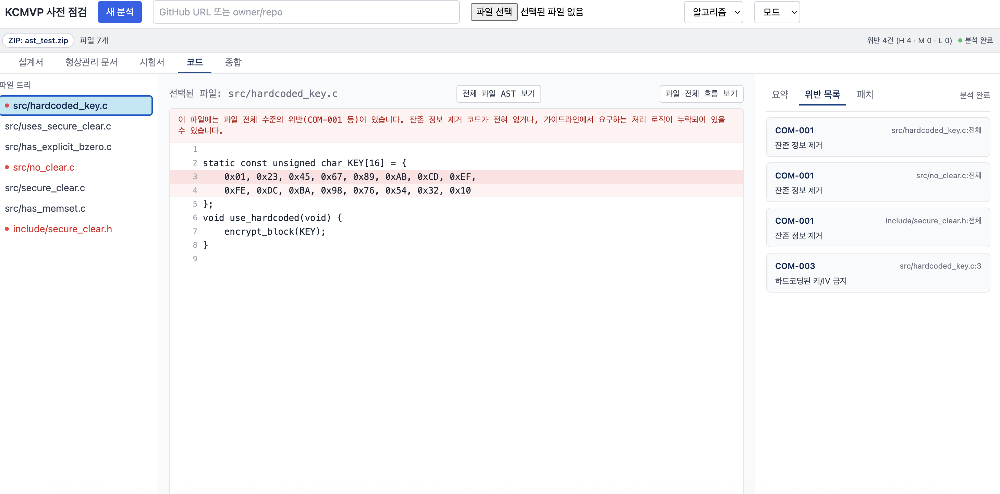 KCMVP 사전 점검
새 분석
GitHub URL 또는 owner/repo
파일 선택 선택된 파일 없음
알고리즘
모드
ZIP: ast_test.zip
파일 7개
위반 4건 (H 4 · M 0 · L 0)
분석 완료
설계서
형상관리 문서
시험서
코드
종합
파일 트리
src/hardcoded_key.c
src/uses_secure_clear.c
src/has_explicit_bzero.c
src/no_clear.c
src/secure_clear.c
src/has_memset.c
include/secure_clear.h
선택된 파일: src/hardcoded_key.c
전체 파일 AST 보기
파일 전체 흐름 보기
이 파일에는 파일 전체 수준의 위반(COM-001 등)이 있습니다. 잔존 정보 제거 코드가 전혀 없거나, 가이드라인에서 요구하는 처리 로직이 누락되어 있을
수 있습니다.
1
2 static const unsigned char KEY[16] = {
3     0x01, 0x23, 0x45, 0x67, 0x89, 0xAB, 0xCD, 0xEF,
4     0xFE, 0xDC, 0xBA, 0x98, 0x76, 0x54, 0x32, 0x10
5 };
6 void use_hardcoded(void) {
7     encrypt_block(KEY);
8 }
9
요약
위반 목록
패치
분석 완료
COM-001 src/hardcoded_key.c:전체
잔존 정보 제거
COM-001 src/no_clear.c:전체
잔존 정보 제거
COM-001 include/secure_clear.h:전체
잔존 정보 제거
COM-003 src/hardcoded_key.c:3
하드코딩된 키/IV 금지